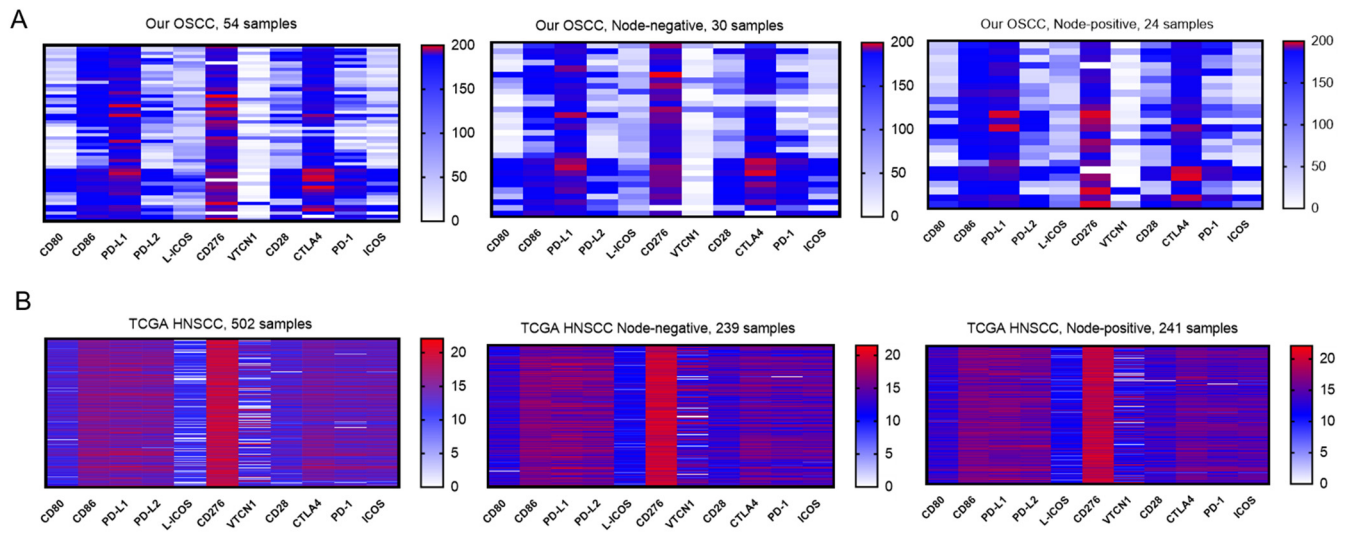 A
Our OSCC, 54 samples
Our OSCC, Node-negative, 30 samples
Our OSCC, Node-positive, 24 samples
200
150
100
50
0
200
150
100
50
0
200
150
100
50
0
CD80 CD86 PD-L1 PD-L2 L-ICOS CD276 VTCN1 CD28 CTLA4 PD-1 ICOS
CD80 CD86 PD-L1 PD-L2 L-ICOS CD276 VTCN1 CD28 CTLA4 PD-1 ICOS
CD80 CD86 PD-L1 PD-L2 L-ICOS CD276 VTCN1 CD28 CTLA4 PD-1 ICOS
B
TCGA HNSCC, 502 samples
TCGA HNSCC Node-negative, 239 samples
TCGA HNSCC, Node-positive, 241 samples
20
15
10
5
0
20
15
10
5
0
20
15
10
5
0
CD80 CD86 PD-L1 PD-L2 L-ICOS CD276 VTCN1 CD28 CTLA4 PD-1 ICOS
CD80 CD86 PD-L1 PD-L2 L-ICOS CD276 VTCN1 CD28 CTLA4 PD-1 ICOS
CD80 CD86 PD-L1 PD-L2 L-ICOS CD276 VTCN1 CD28 CTLA4 PD-1 ICOS